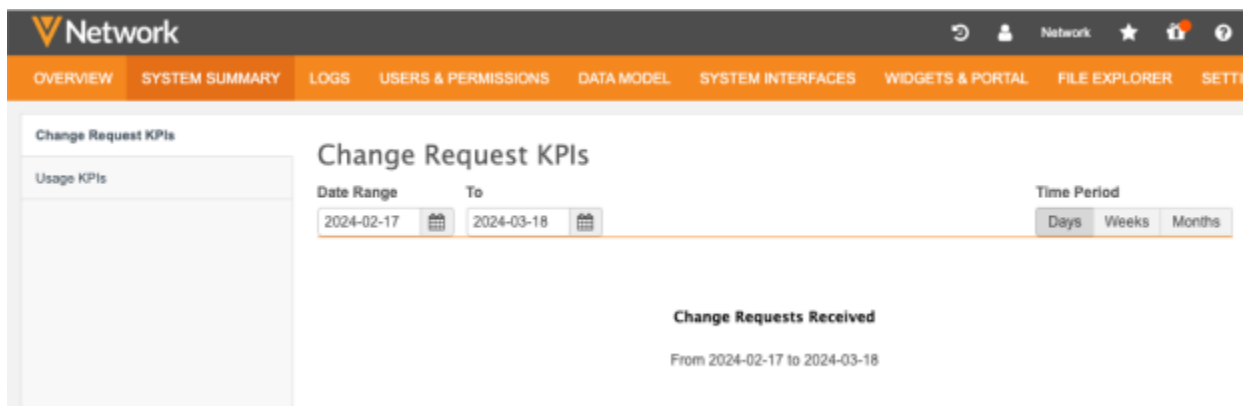 Network
Network
OVERVIEW SYSTEM SUMMARY LOGS USERS & PERMISSIONS DATA MODEL SYSTEM INTERFACES WIDGETS & PORTAL FILE EXPLORER SETTI
Change Request KPIs
Usage KPIs
Change Request KPIs
Date Range To
2024-02-17 2024-03-18
Time Period
Days Weeks Months
Change Requests Received
From 2024-02-17 to 2024-03-18